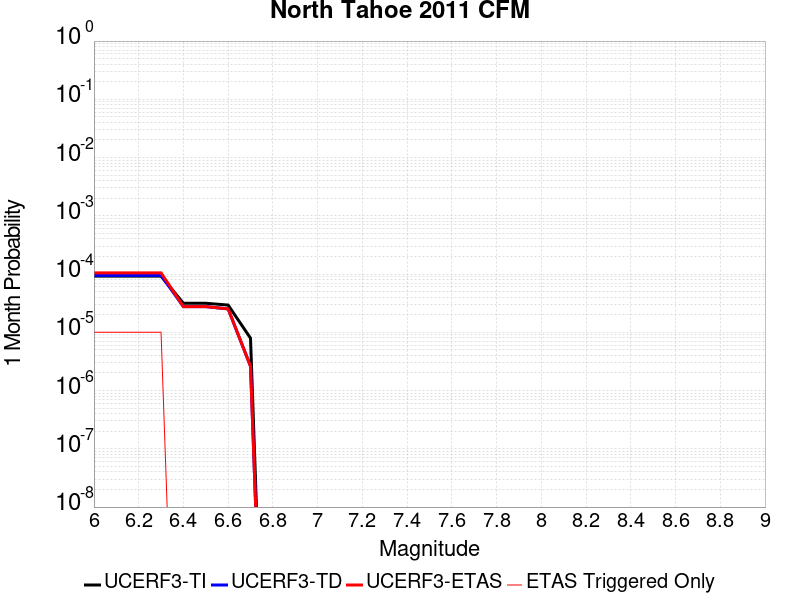 North Tahoe 2011 CFM
10^0
10^-1
10^-2
10^-3
10^-4
10^-5
10^-6
10^-7
10^-8
1 Month Probability
6 6.2 6.4 6.6 6.8 7 7.2 7.4 7.6 7.8 8 8.2 8.4 8.6 8.8 9
Magnitude
UCERF3-TI UCERF3-TD UCERF3-ETAS ETAS Triggered Only